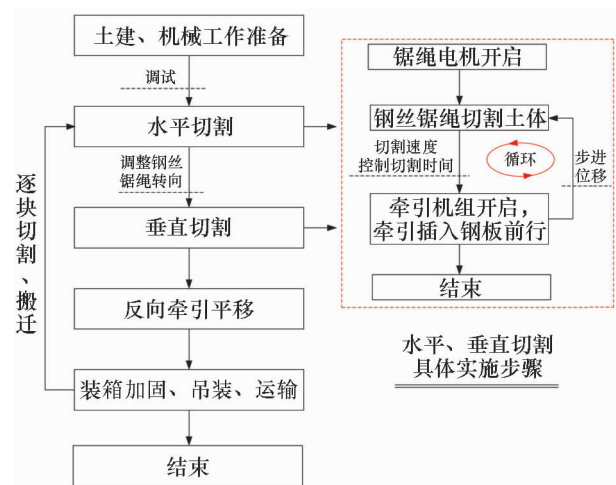 土建、机械工作准备
调试
水平切割
调整钢丝
锯绳转向
垂直切割
反向牵引平移
装箱加固、吊装、运输
结束
逐块切割、搬迁
锯绳电机开启
钢丝锯绳切割土体
切割速度
控制切割时间
循环
步进
位移
牵引机组开启，
牵引插入钢板前行
结束
水平、垂直切割
具体实施步骤